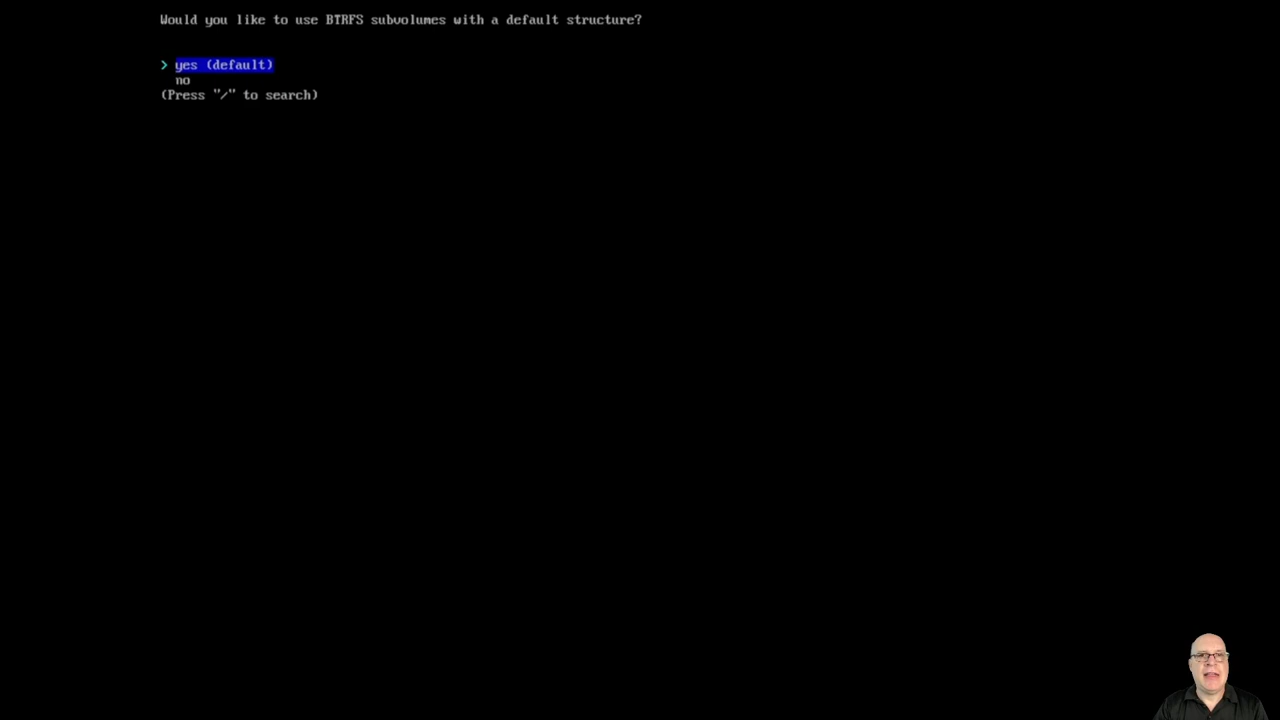 Would you like to use BTRFS subvolumes with a default structure?
> yes (default)
no
(Press "/" to search)